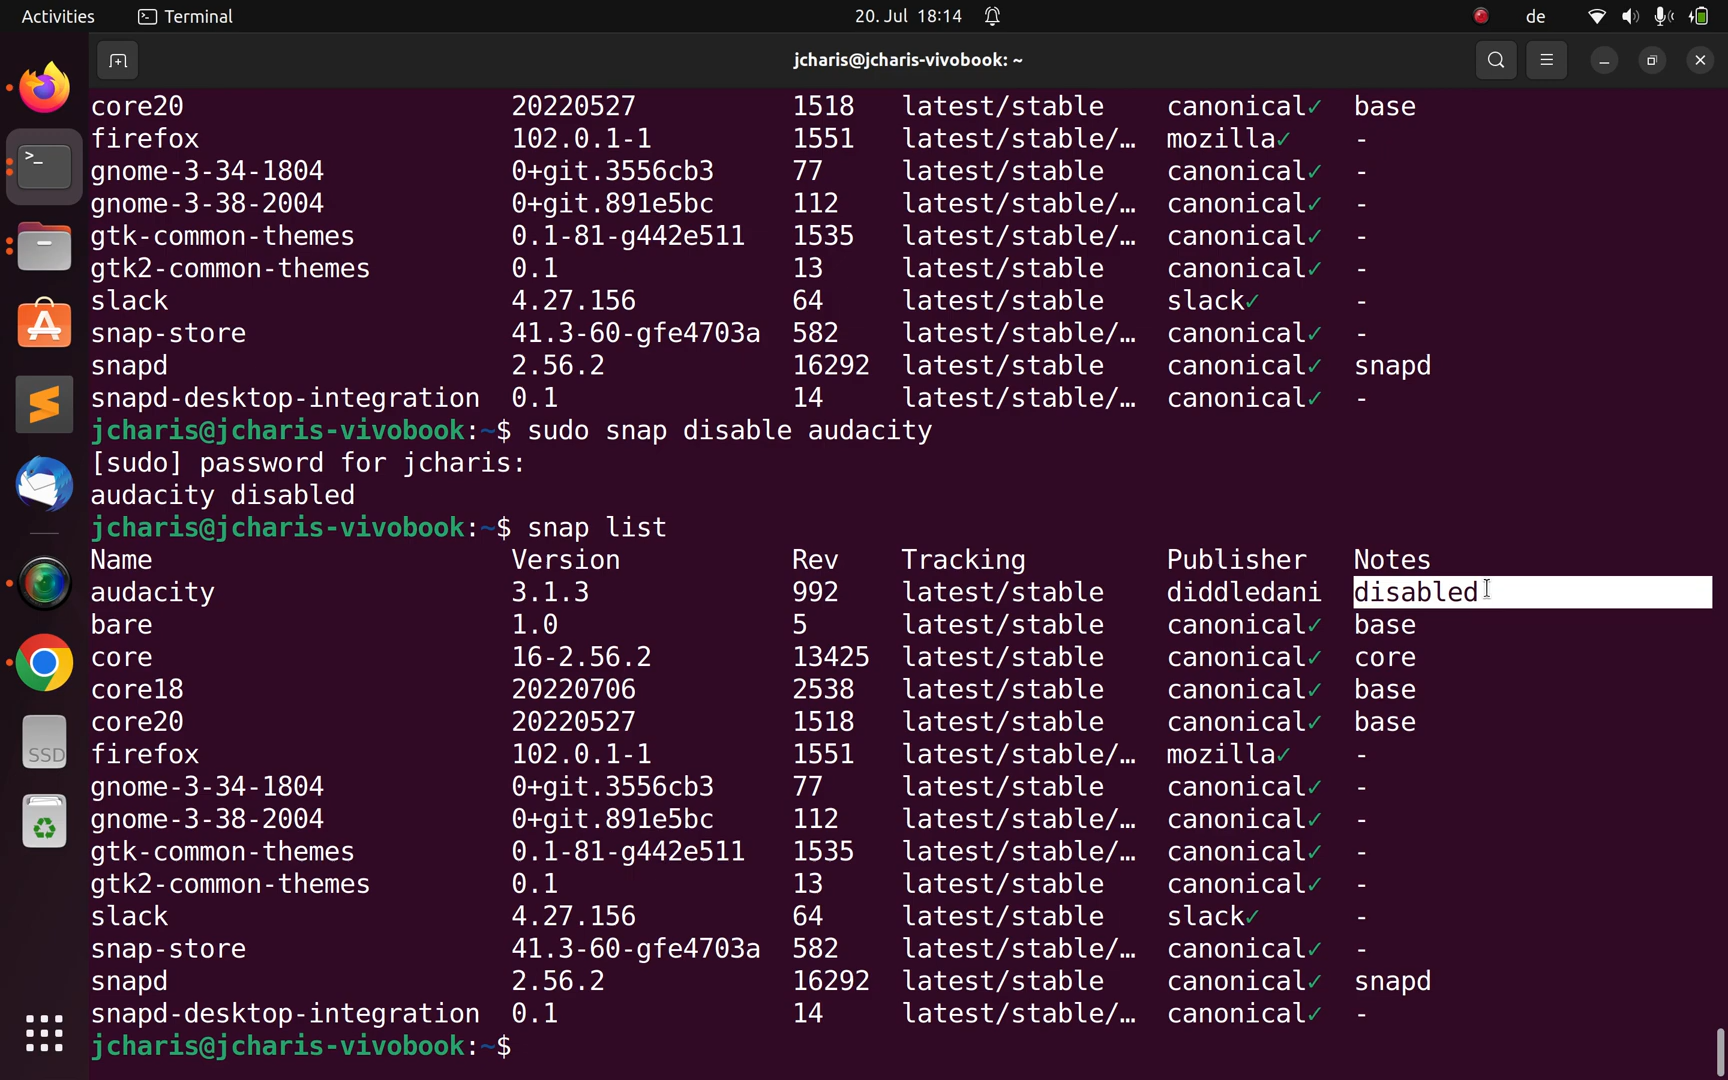 Activities Terminal 20. Jul 18:14 de
jcharis@jcharis-vivobook: ~
core20 20220527 1518 latest/stable canonical✓ base
firefox 102.0.1-1 1551 latest/stable/… mozilla✓ -
gnome-3-34-1804 0+git.3556cb3 77 latest/stable canonical✓ -
gnome-3-38-2004 0+git.891e5bc 112 latest/stable/… canonical✓ -
gtk-common-themes 0.1-81-g442e511 1535 latest/stable/… canonical✓ -
gtk2-common-themes 0.1 13 latest/stable canonical✓ -
slack 4.27.156 64 latest/stable slack✓ -
snap-store 41.3-60-gfe4703a 582 latest/stable/… canonical✓ -
snapd 2.56.2 16292 latest/stable canonical✓ snapd
snapd-desktop-integration 0.1 14 latest/stable/… canonical✓ -
jcharis@jcharis-vivobook:~$ sudo snap disable audacity
[sudo] password for jcharis:
audacity disabled
jcharis@jcharis-vivobook:~$ snap list
Name Version Rev Tracking Publisher Notes
audacity 3.1.3 992 latest/stable diddledani disabled
bare 1.0 5 latest/stable canonical✓ base
core 16-2.56.2 13425 latest/stable canonical✓ core
core18 20220706 2538 latest/stable canonical✓ base
core20 20220527 1518 latest/stable canonical✓ base
firefox 102.0.1-1 1551 latest/stable/… mozilla✓ -
gnome-3-34-1804 0+git.3556cb3 77 latest/stable canonical✓ -
gnome-3-38-2004 0+git.891e5bc 112 latest/stable/… canonical✓ -
gtk-common-themes 0.1-81-g442e511 1535 latest/stable/… canonical✓ -
gtk2-common-themes 0.1 13 latest/stable canonical✓ -
slack 4.27.156 64 latest/stable slack✓ -
snap-store 41.3-60-gfe4703a 582 latest/stable/… canonical✓ -
snapd 2.56.2 16292 latest/stable canonical✓ snapd
snapd-desktop-integration 0.1 14 latest/stable/… canonical✓ -
jcharis@jcharis-vivobook:~$
SSD